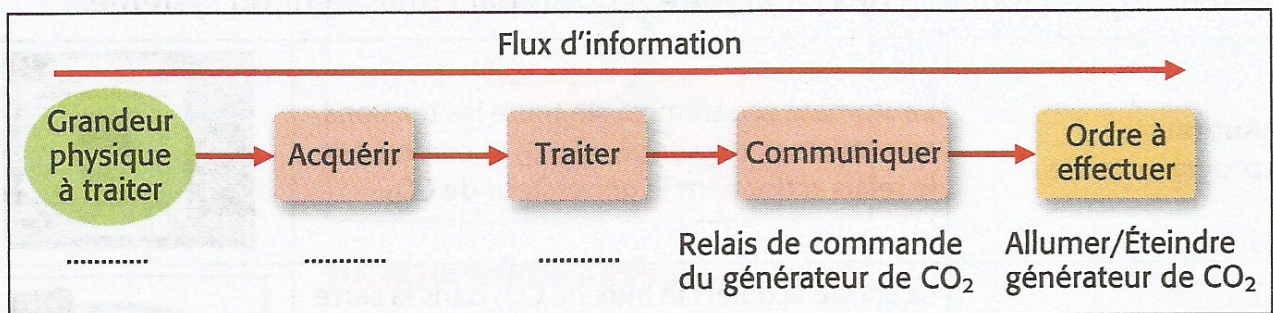 Flux d'information
Grandeur
physique
à traiter
Acquérir
Traiter
Communiquer
Ordre à
effectuer
............
............
............
Relais de commande
du générateur de CO₂
Allumer/Éteindre
générateur de CO₂